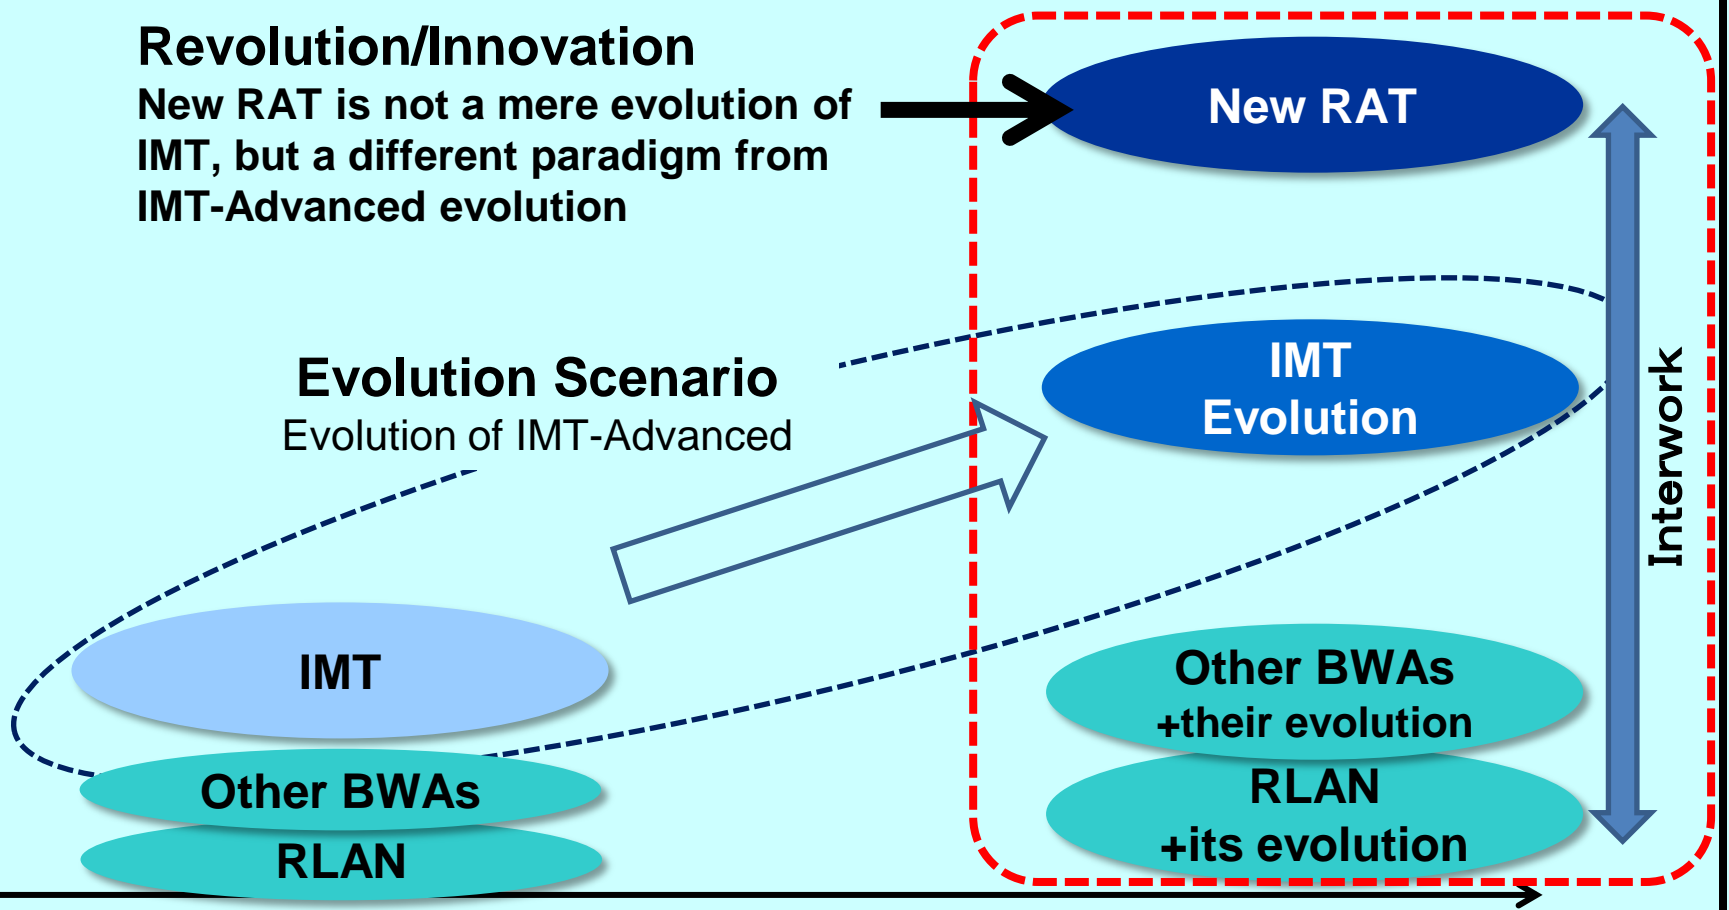 Revolution/Innovation
New RAT is not a mere evolution of
IMT, but a different paradigm from
IMT-Advanced evolution
New RAT
Evolution Scenario
Evolution of IMT-Advanced
IMT
Evolution
Interwork
IMT
Other BWAs
RLAN
Other BWAs
+their evolution
RLAN
+its evolution